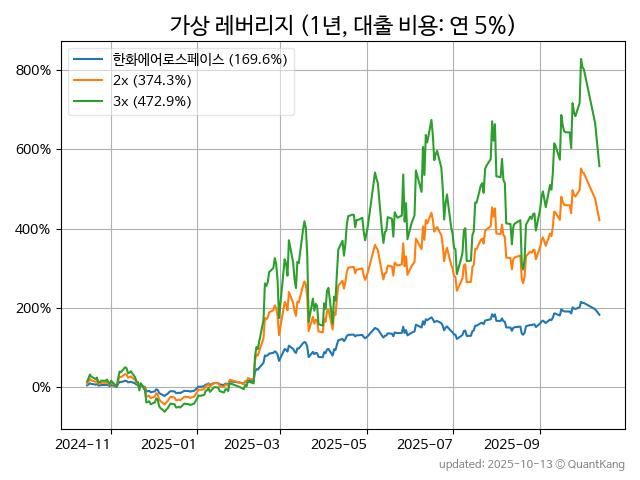 가상 레버리지 (1년, 대출 비용: 연 5%)
한화에어로스페이스 (169.6%)
2x (374.3%)
3x (472.9%)
800%
600%
400%
200%
0%
2024-11 2025-01 2025-03 2025-05 2025-07 2025-09
updated: 2025-10-13 © QuantKang